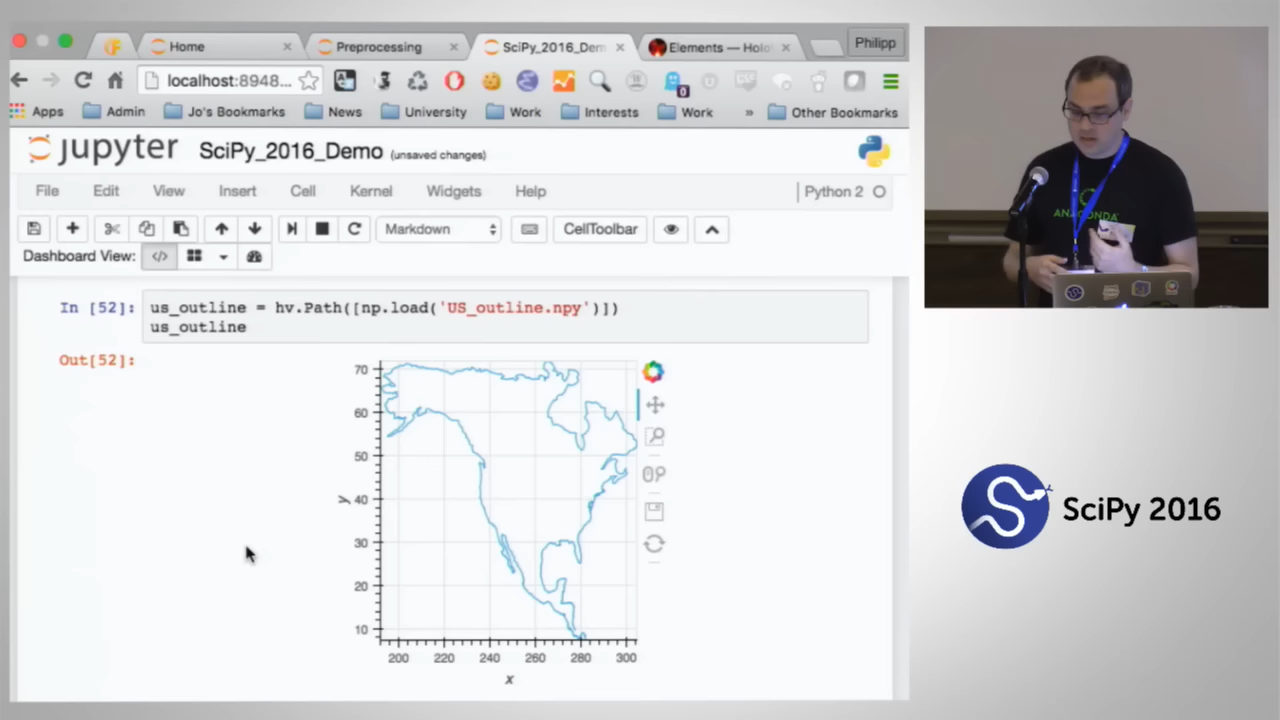 Home
Preprocessing
SciPy_2016_Dem
Elements — Holo
Philipp
localhost:8948...
0
Apps
Admin
Jo's Bookmarks
News
University
Work
Interests
Work
»
Other Bookmarks
jupyter
SciPy_2016_Demo (unsaved changes)
File Edit View Insert Cell Kernel Widgets Help
Python 2
Markdown
CellToolbar
Dashboard View:
In [52]:
us_outline = hv.Path([np.load('US_outline.npy')])
us_outline
Out[52]:
70
60
50
40
30
20
10
y
200 220 240 260 280 300
x
ANACONDA
SciPy 2016